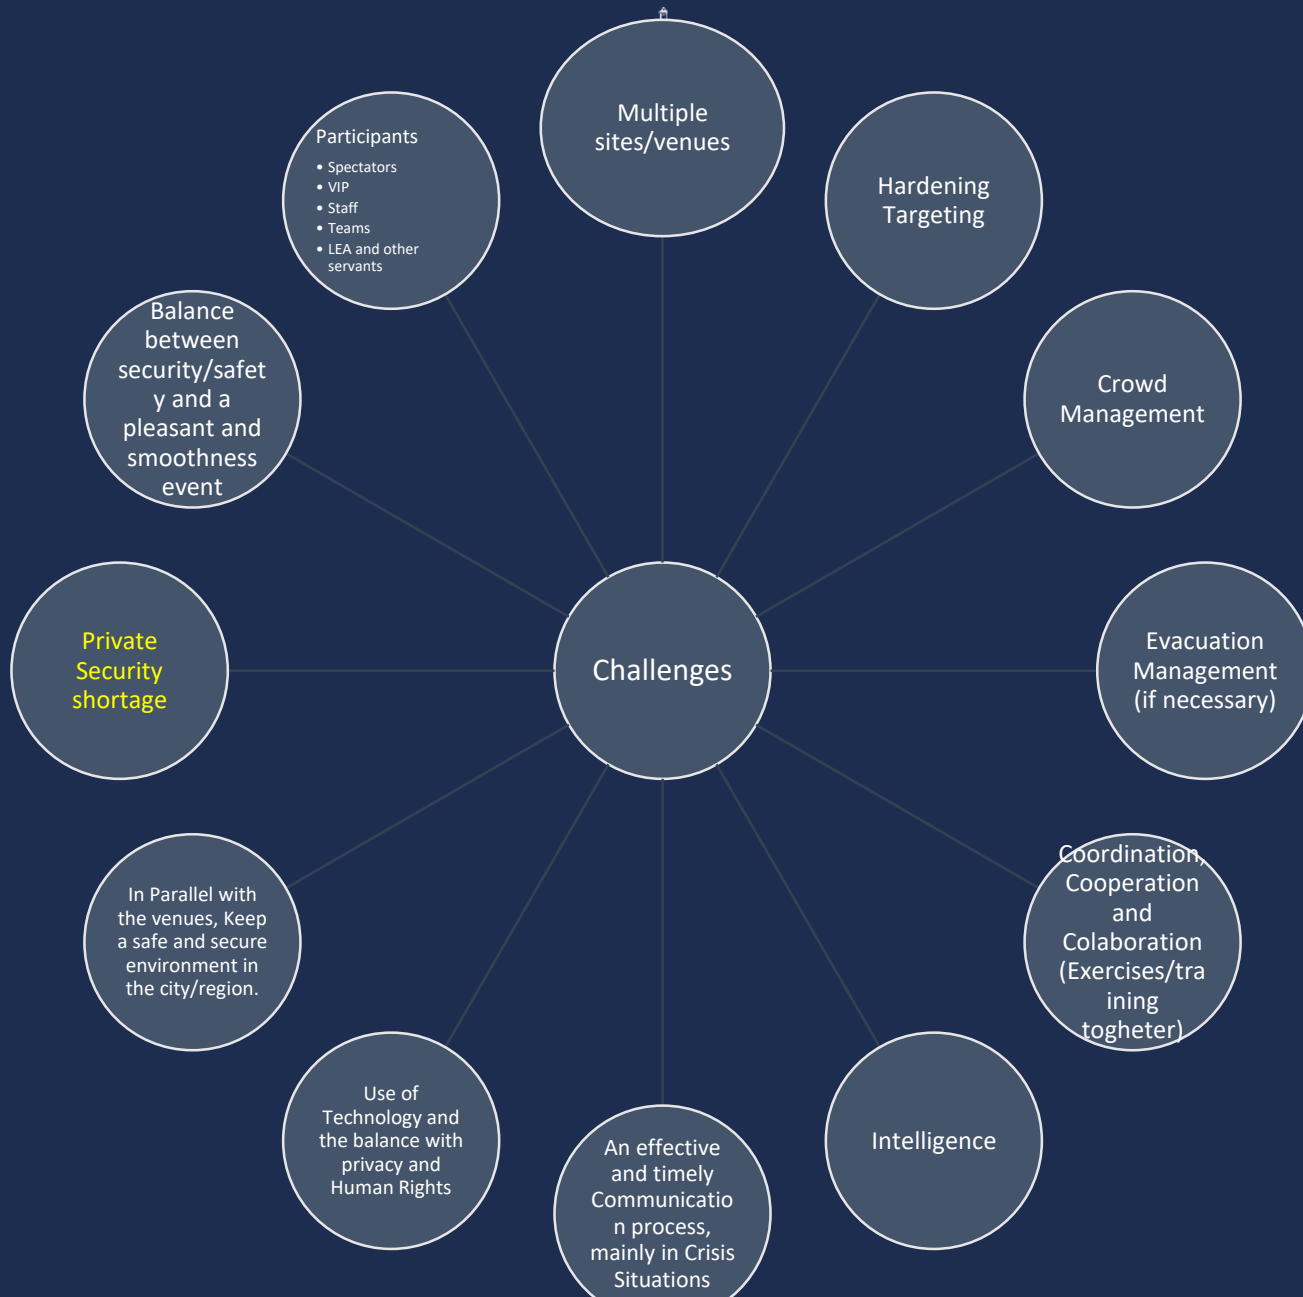 Multiple
sites/venues
Hardening
Targeting
Crowd
Management
Evacuation
Management
(if necessary)
Coordination,
Cooperation
and
Colaboration
(Exercises/tra
ining
togheter)
Intelligence
An effective
and timely
Communicatio
n process,
mainly in Crisis
Situations
Use of
Technology and
the balance with
privacy and
Human Rights
In Parallel with
the venues, Keep
a safe and secure
environment in
the city/region.
Private
Security
shortage
Balance
between
security/safet
y and a
pleasant and
smoothness
event
Participants
• Spectators
• VIP
• Staff
• Teams
• LEA and other
servants
Challenges